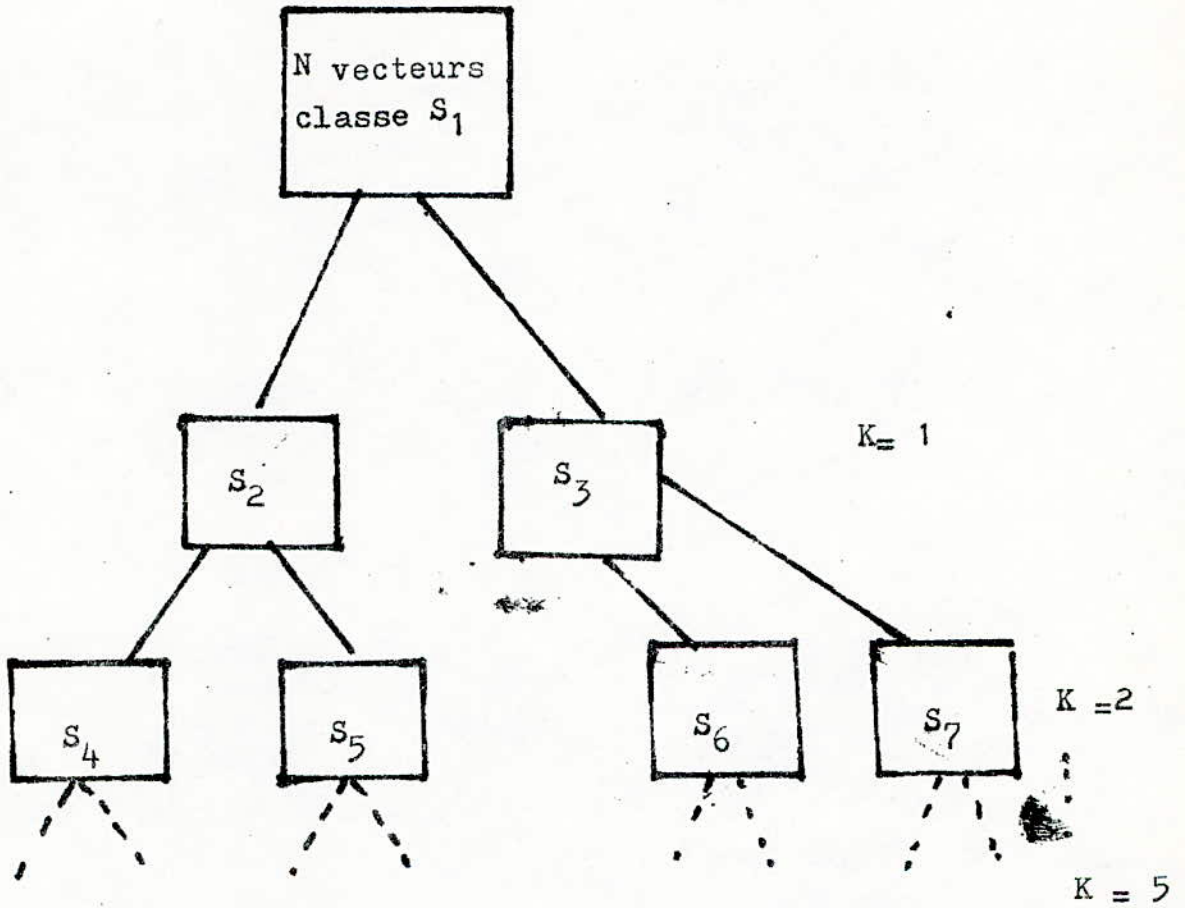 N vecteurs
classe S₁
S₂
S₃
K= 1
S₄
S₅
S₆
S₇
K =2
K = 5